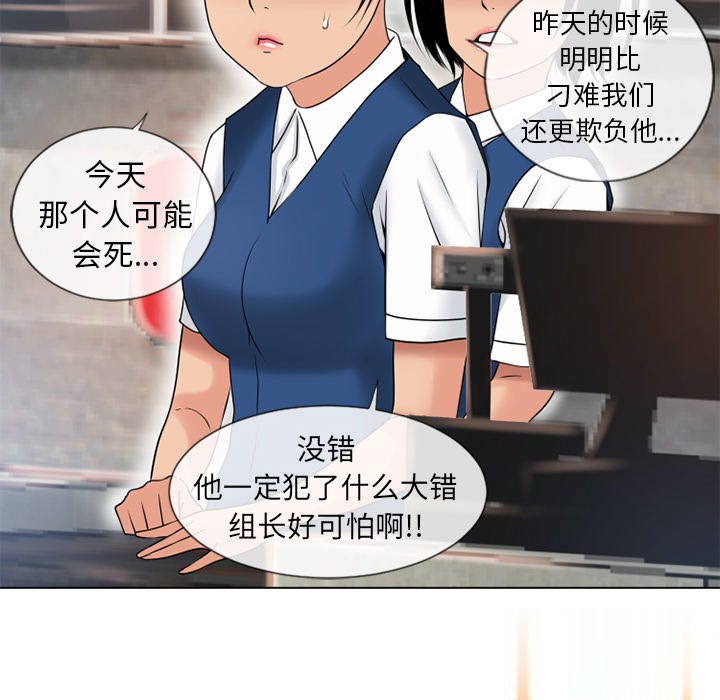 昨天的时候
明明比
刁难我们
还更欺负他...
今天
那个人可能
会死...
没错
他一定犯了什么大错
组长好可怕啊!!